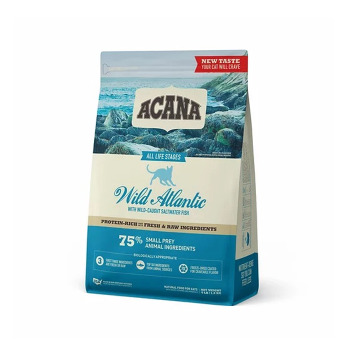 NEW TASTE
YOUR CAT WILL CRAVE
ACANA
ALL LIFE STAGES
Wild Atlantic
WITH WILD-CAUGHT SALTWATER FISH
PROTEIN-RICH FRESH & RAW INGREDIENTS
75% SMALL PREY
ANIMAL INGREDIENTS
BIOLOGICALLY APPROPRIATE
3